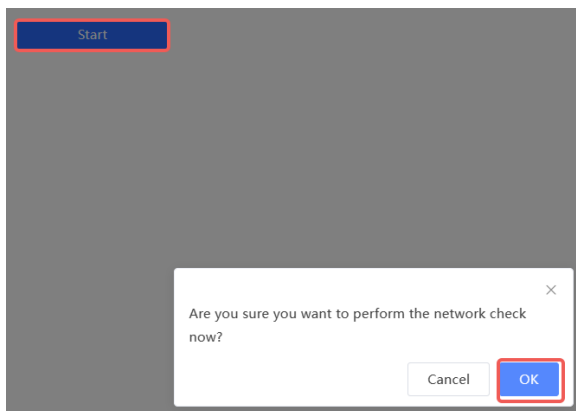 Start
Are you sure you want to perform the network check
now?
Cancel
OK